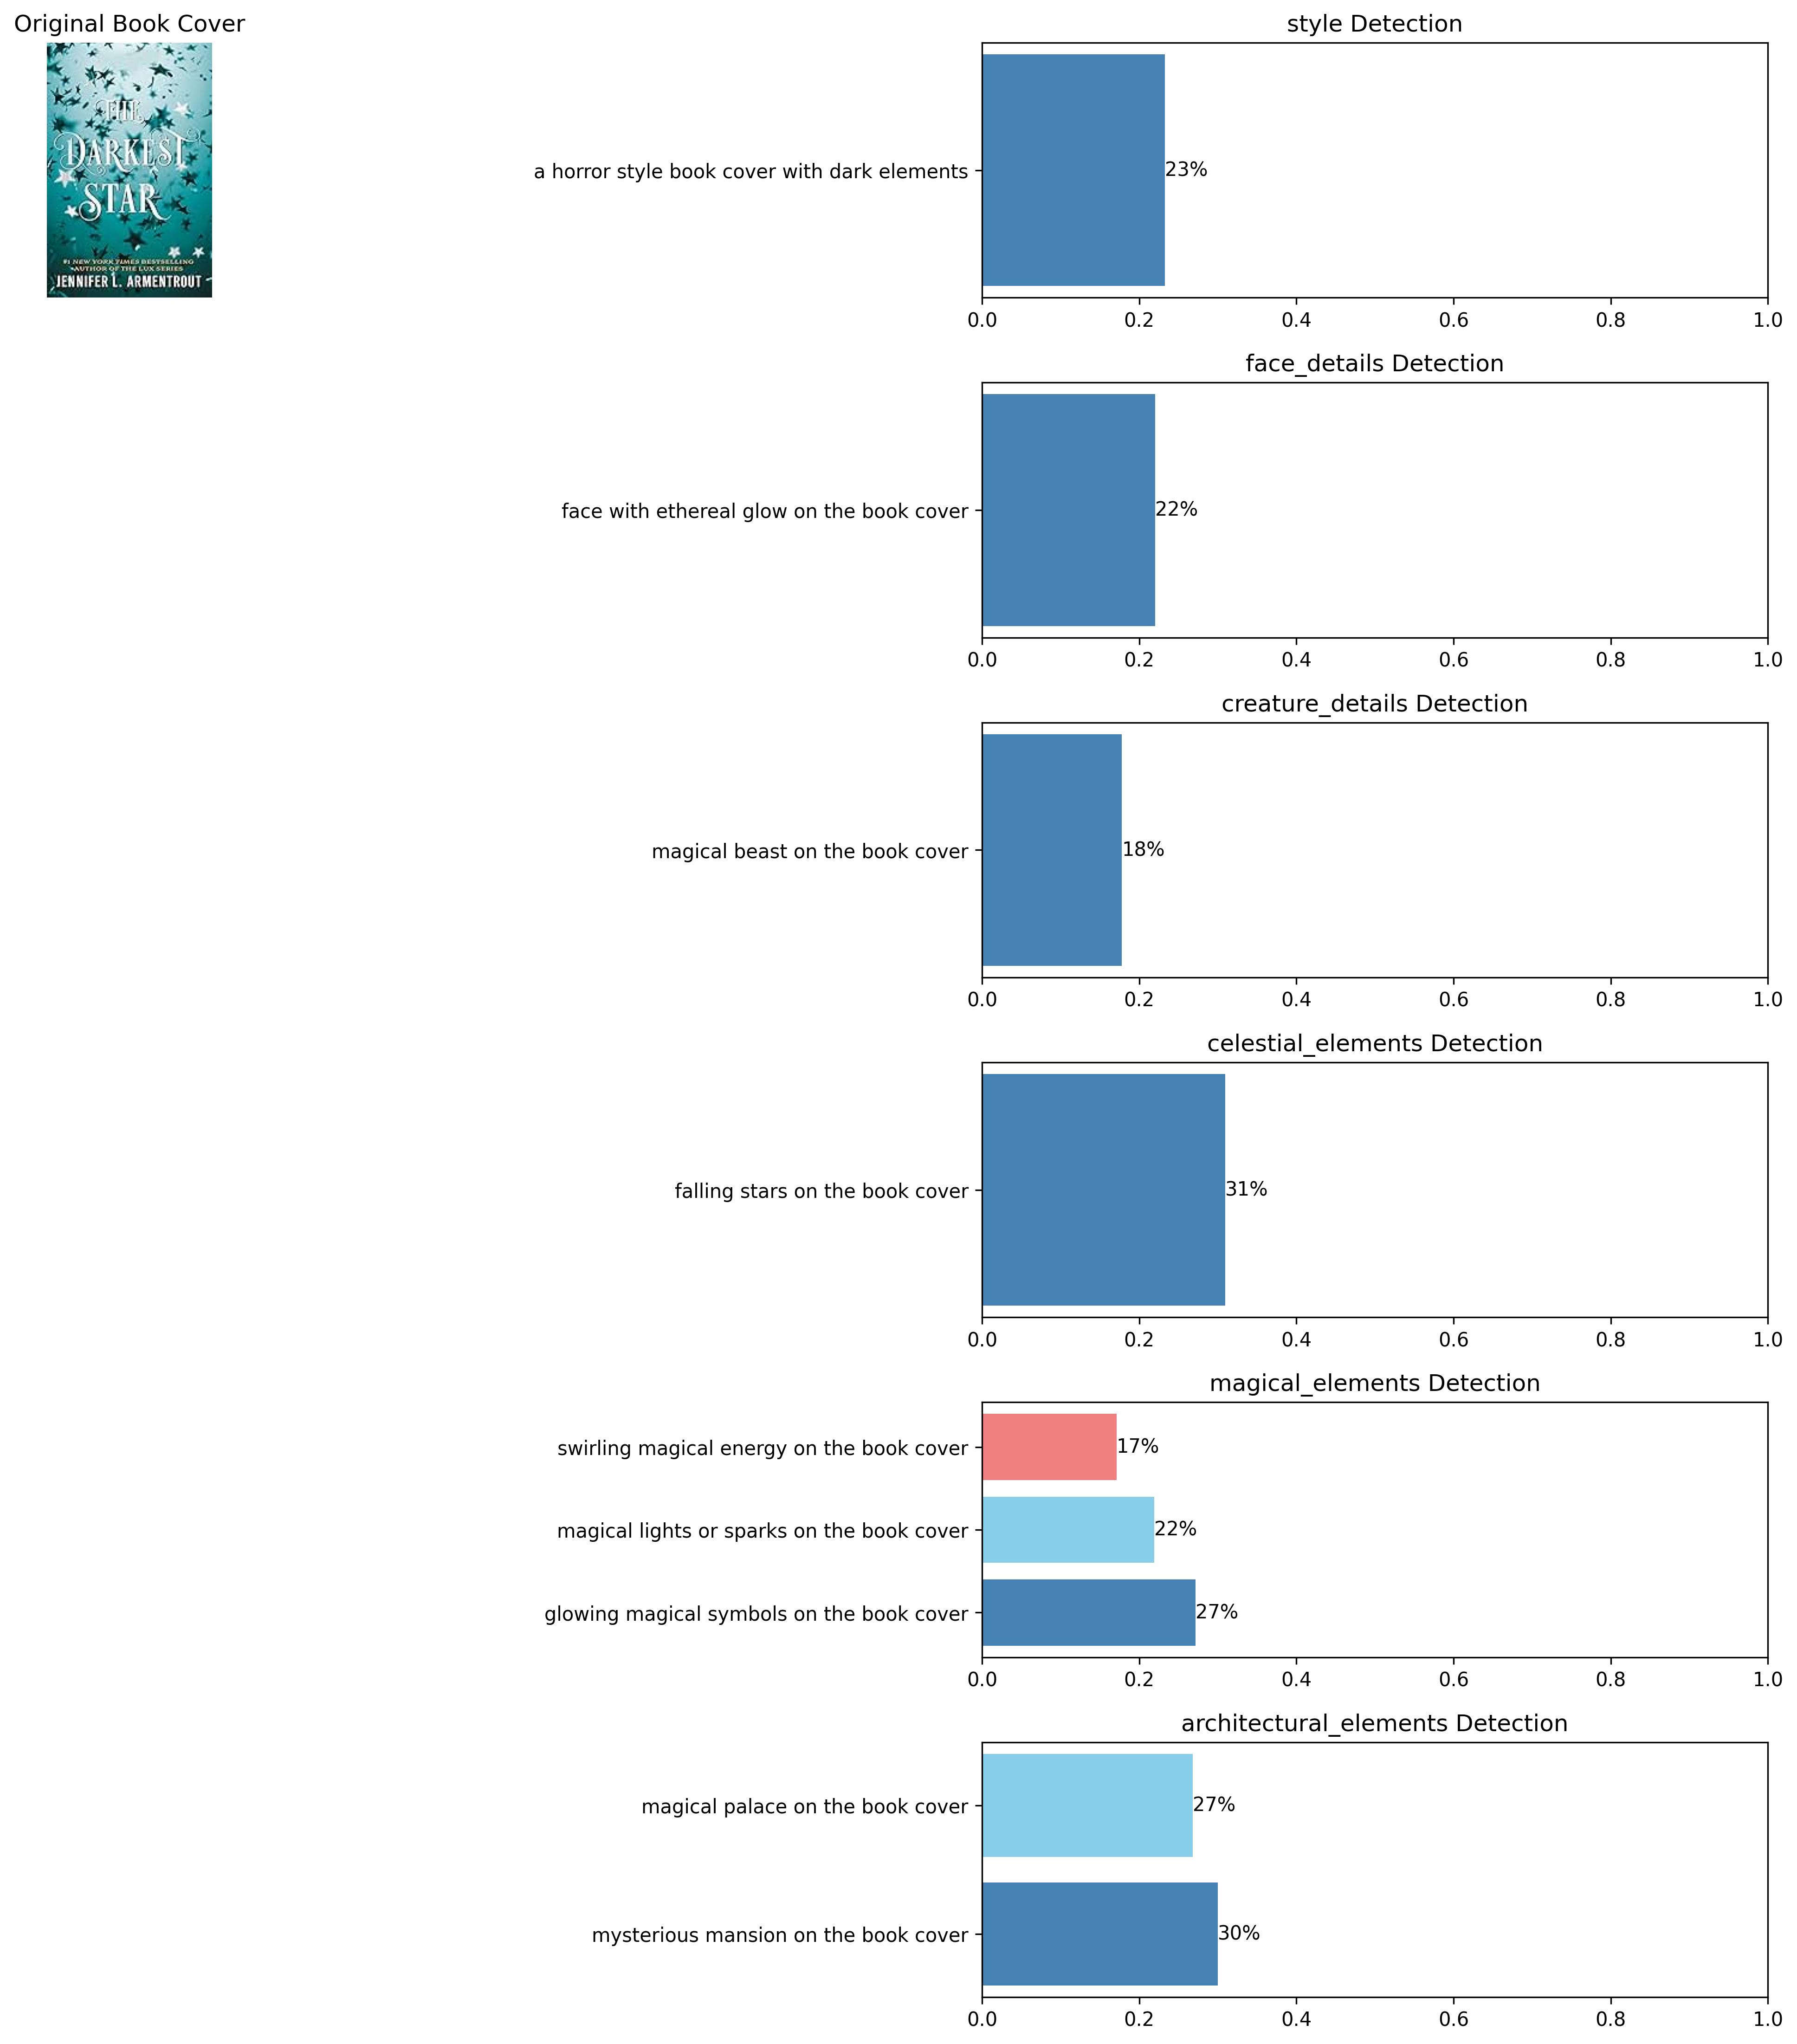 Original Book Cover
THE
DARKEST
STAR
#1 NEW YORK TIMES BESTSELLING
AUTHOR OF THE LUX SERIES
JENNIFER L. ARMENTROUT
style Detection
a horror style book cover with dark elements
23%
0.0 0.2 0.4 0.6 0.8 1.0
face_details Detection
face with ethereal glow on the book cover
22%
0.0 0.2 0.4 0.6 0.8 1.0
creature_details Detection
magical beast on the book cover
18%
0.0 0.2 0.4 0.6 0.8 1.0
celestial_elements Detection
falling stars on the book cover
31%
0.0 0.2 0.4 0.6 0.8 1.0
magical_elements Detection
swirling magical energy on the book cover
17%
magical lights or sparks on the book cover
22%
glowing magical symbols on the book cover
27%
0.0 0.2 0.4 0.6 0.8 1.0
architectural_elements Detection
magical palace on the book cover
27%
mysterious mansion on the book cover
30%
0.0 0.2 0.4 0.6 0.8 1.0